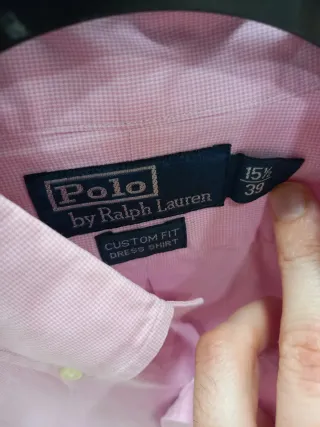 Polo
by Ralph Lauren
15½
39
CUSTOM FIT
DRESS SHIRT